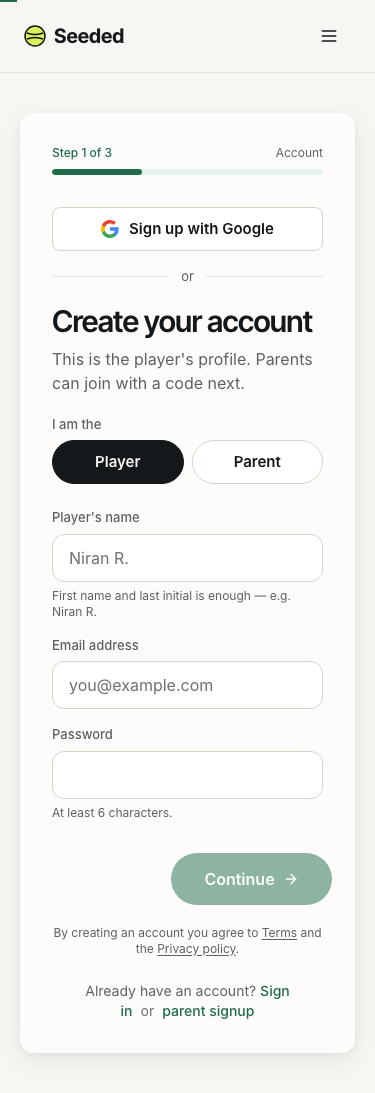 Seeded
Step 1 of 3
Account
Sign up with Google
or
Create your account
This is the player's profile. Parents
can join with a code next.
I am the
Player
Parent
Player's name
Niran R.
First name and last initial is enough — e.g.
Niran R.
Email address
you@example.com
Password
At least 6 characters.
Continue →
By creating an account you agree to Terms and
the Privacy policy.
Already have an account? Sign
in or parent signup